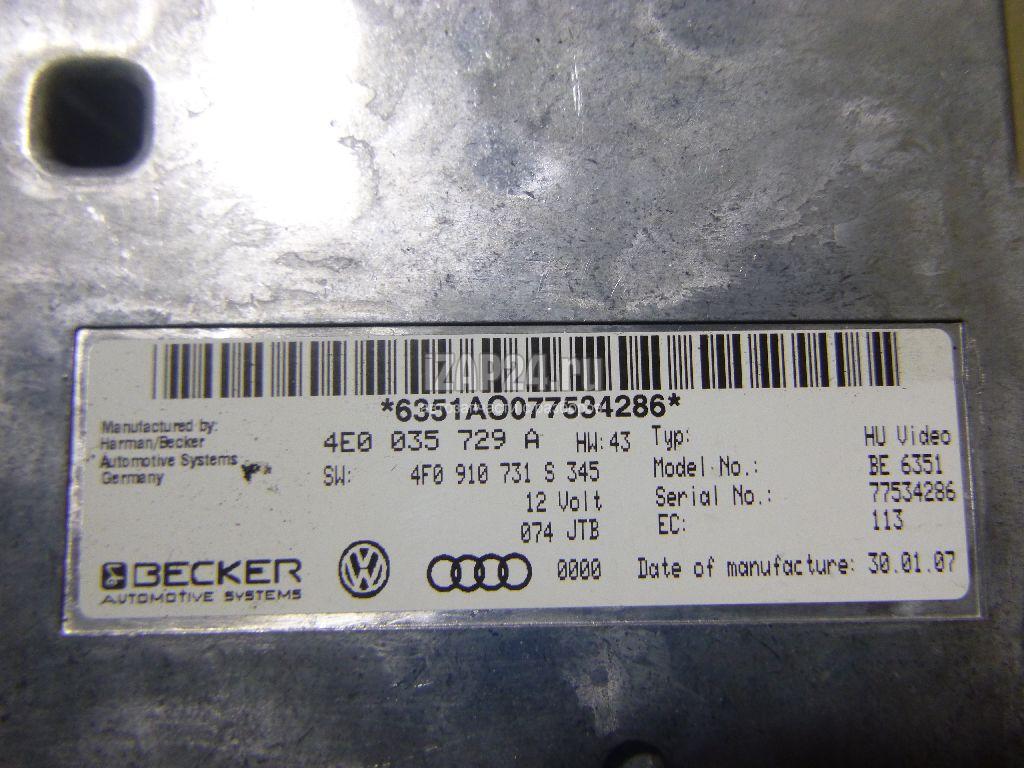 iZAP24.ru
*6351AO077534286*
Manufactured by:
Harman/Becker
Automotive Systems
Germany
4E0 035 729 A HW: 43
SW: 4F0 910 731 S 345
12 Volt
074 JTB
0000
Typ: HU Video
Model No.: BE 6351
Serial No.: 77534286
EC: 113
Date of manufacture: 30.01.07
BECKER
AUTOMOTIVE SYSTEMS